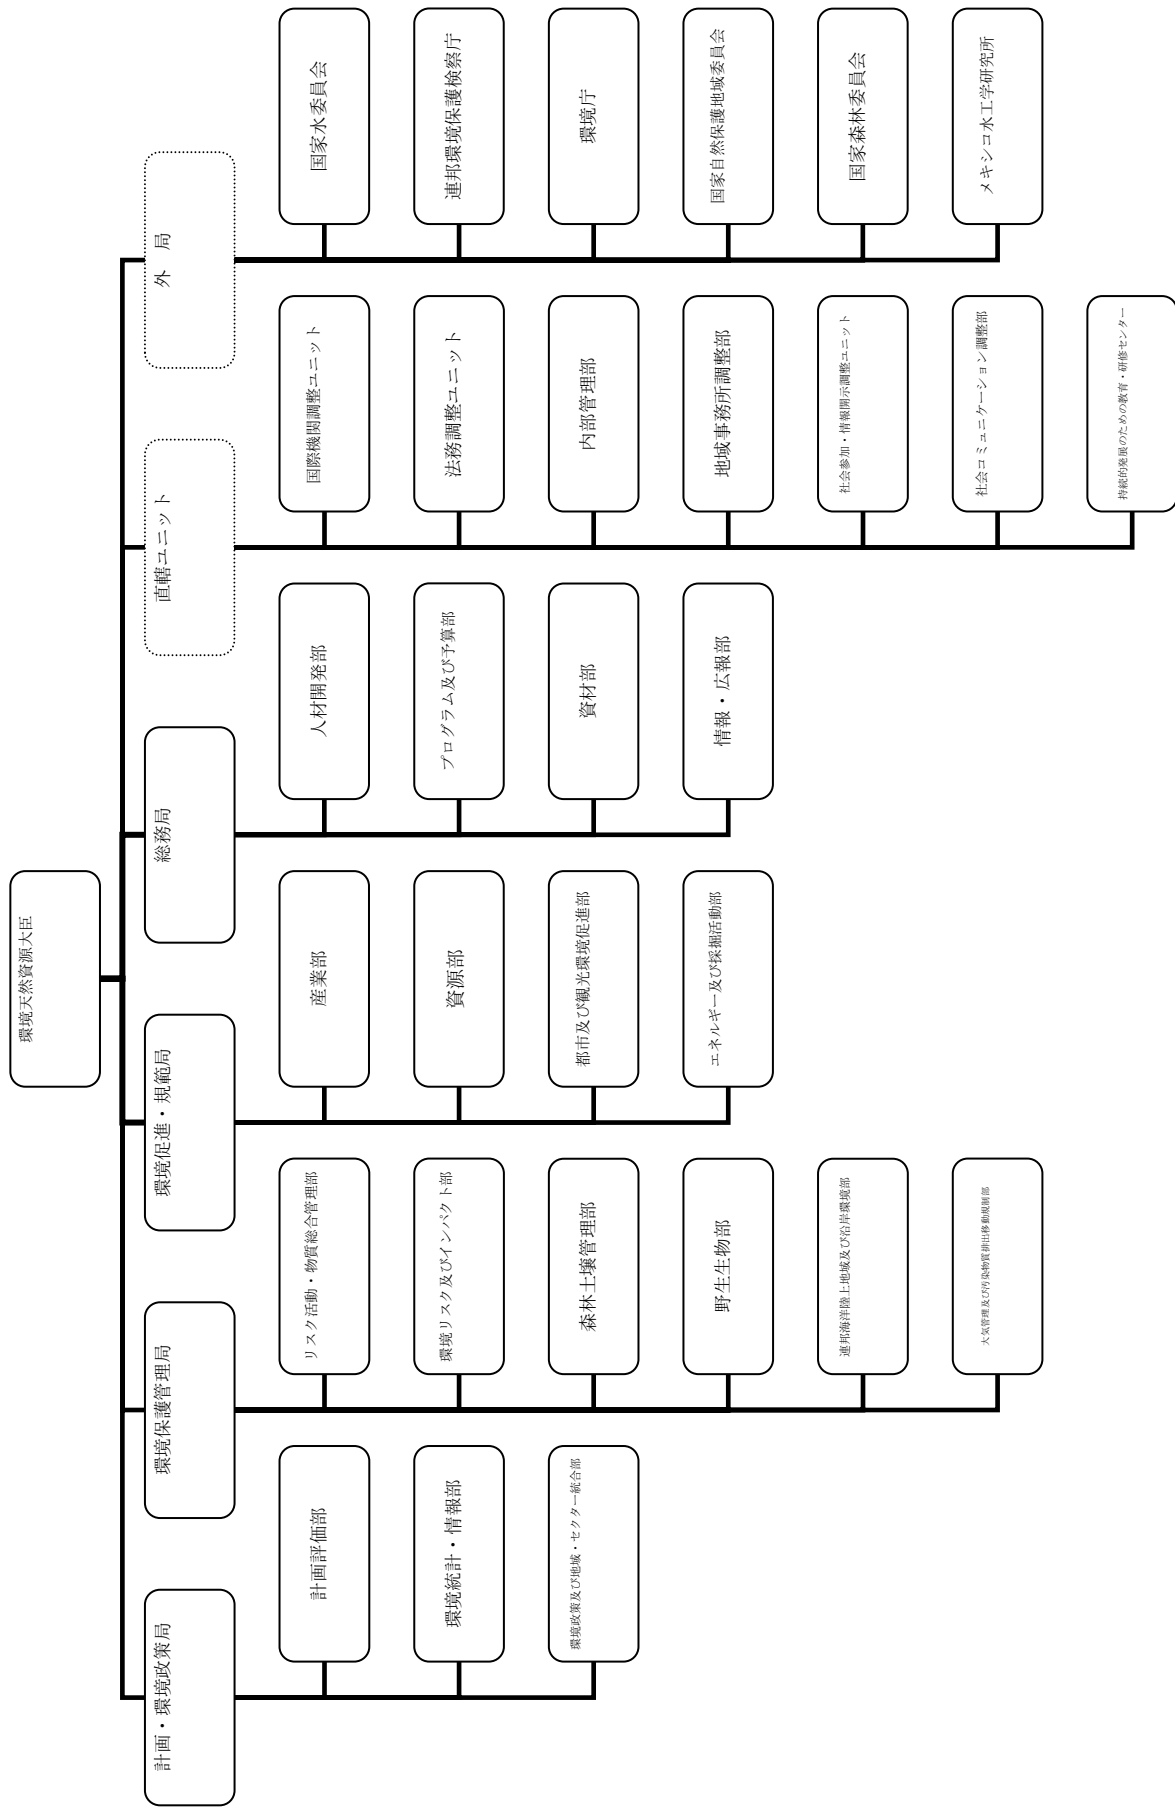 環境天然資源大臣
計画・環境政策局
計画評価部
環境統計・情報部
環境政策及び地域・セクター統合部
環境保護管理局
リスク活動・物質総合管理部
環境リスク及びインパクト部
森林土壌管理部
野生生物部
連邦海洋陸上地域及び沿岸環境部
大気管理及び汚染物質排出移動規制部
環境促進・規範局
産業部
資源部
都市及び観光環境促進部
エネルギー及び採掘活動部
総務局
人材開発部
プログラム及び予算部
資材部
情報・広報部
直轄ユニット
国際機関調整ユニット
法務調整ユニット
内部管理部
地域事務所調整部
社会参加・情報開示調整ユニット
社会コミュニケーション調整部
持続的発展のための教育・研修センター
外　局
国家水委員会
連邦環境保護検察庁
環境庁
国家自然保護地域委員会
国家森林委員会
メキシコ水工学研究所